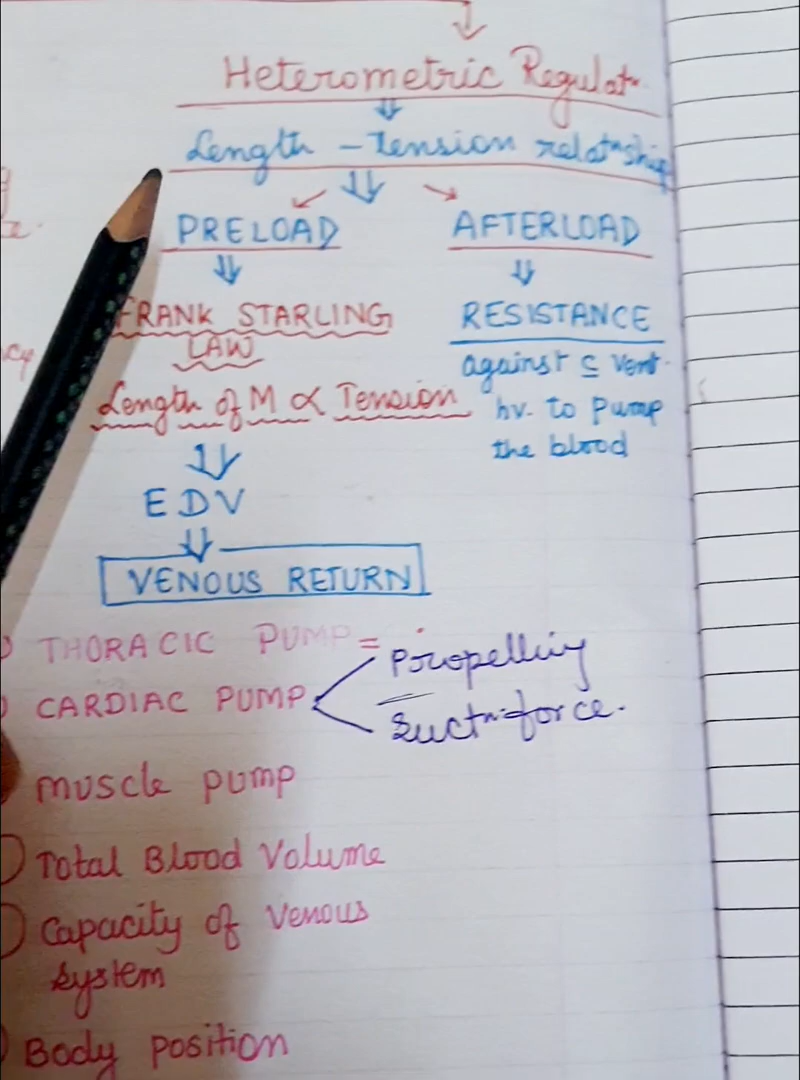 Heterometric Regulatn
Length - Tension relatnship
PRELOAD
AFTERLOAD
FRANK STARLING
LAW
Length of M ∝ Tension
RESISTANCE
against c vent.
hv. to pump
the blood
EDV
VENOUS RETURN
THORACIC PUMP =
CARDIAC PUMP
Propelling
Suctn force.
muscle pump
Total Blood Volume
Capacity of Venous
system
Body position